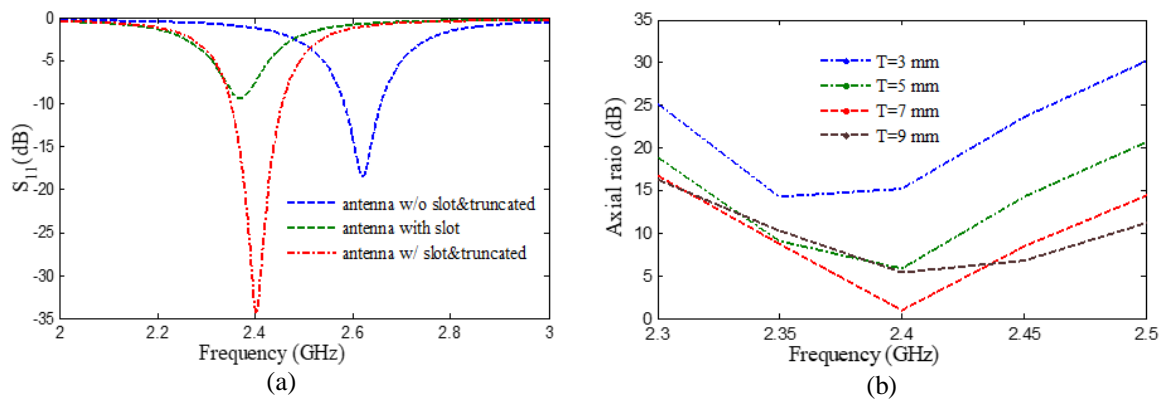 0
-5
-10
-15
-20
-25
-30
-35
S11(dB)
antenna w/o slot&truncated
antenna with slot
antenna w/ slot&truncated
2 2.2 2.4 2.6 2.8 3
Frequency (GHz)
(a)
35
30
25
20
15
10
5
0
Axial raio (dB)
T=3 mm
T=5 mm
T=7 mm
T=9 mm
2.3 2.35 2.4 2.45 2.5
Frequency (GHz)
(b)